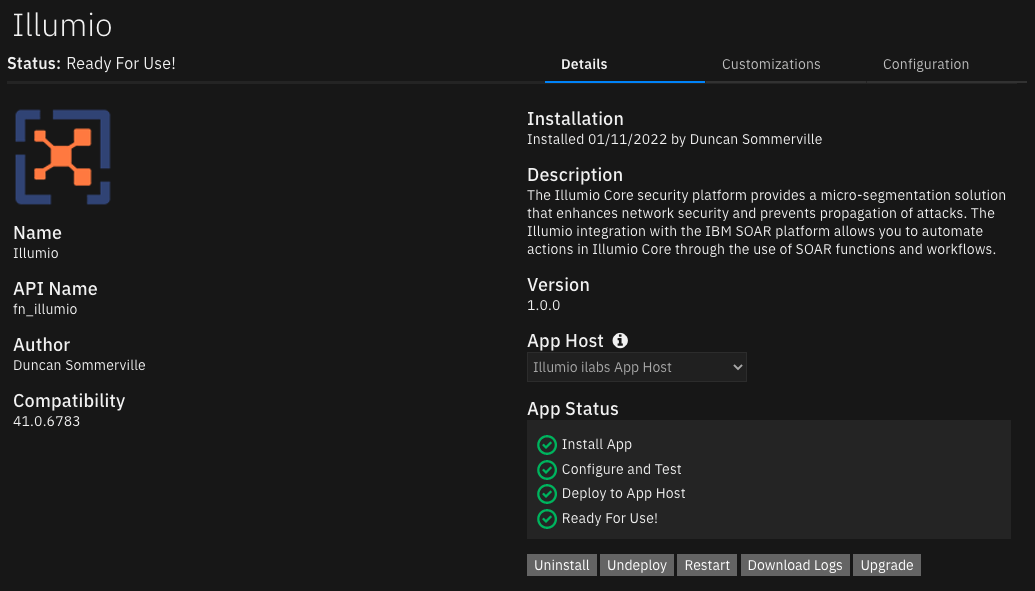 Illumio
Status: Ready For Use!
Details
Customizations
Configuration
Name
Illumio
API Name
fn_illumio
Author
Duncan Sommerville
Compatibility
41.0.6783
Installation
Installed 01/11/2022 by Duncan Sommerville
Description
The Illumio Core security platform provides a micro-segmentation solution
that enhances network security and prevents propagation of attacks. The
Illumio integration with the IBM SOAR platform allows you to automate
actions in Illumio Core through the use of SOAR functions and workflows.
Version
1.0.0
App Host
Illumio ilabs App Host
App Status
Install App
Configure and Test
Deploy to App Host
Ready For Use!
Uninstall
Undeploy
Restart
Download Logs
Upgrade